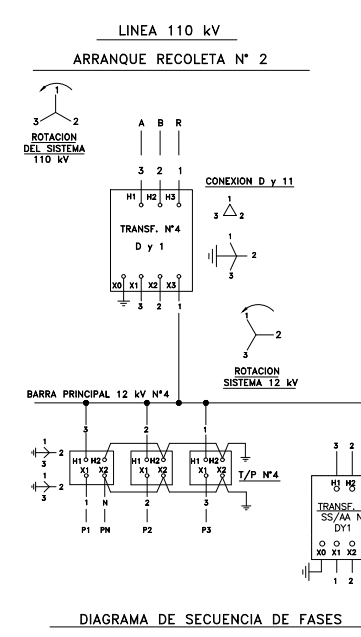 LINEA 110 kV
ARRANQUE RECOLETA N° 2
1
3 2
ROTACION
DEL SISTEMA
110 kV
A B R
3 2 1
H1 H2 H3
TRANSF. N°4
D y 1
X0 X1 X2 X3
3 2 1
CONEXION D y 11
1
3 2
1
2
3
1
2
3
ROTACION
SISTEMA 12 kV
BARRA PRINCIPAL 12 kV N°4
3 2 1
1
2
3
H1 H2 H1 H2 H1 H2
X1 X2 X1 X2 X1 X2
T/P N°4
1
2
3
1 N 2 3
P1 PN P2 P3
3 2
H1 H2
TRANSF.
SS/AA N
DY1
X0 X1 X2
1 2
DIAGRAMA DE SECUENCIA DE FASES